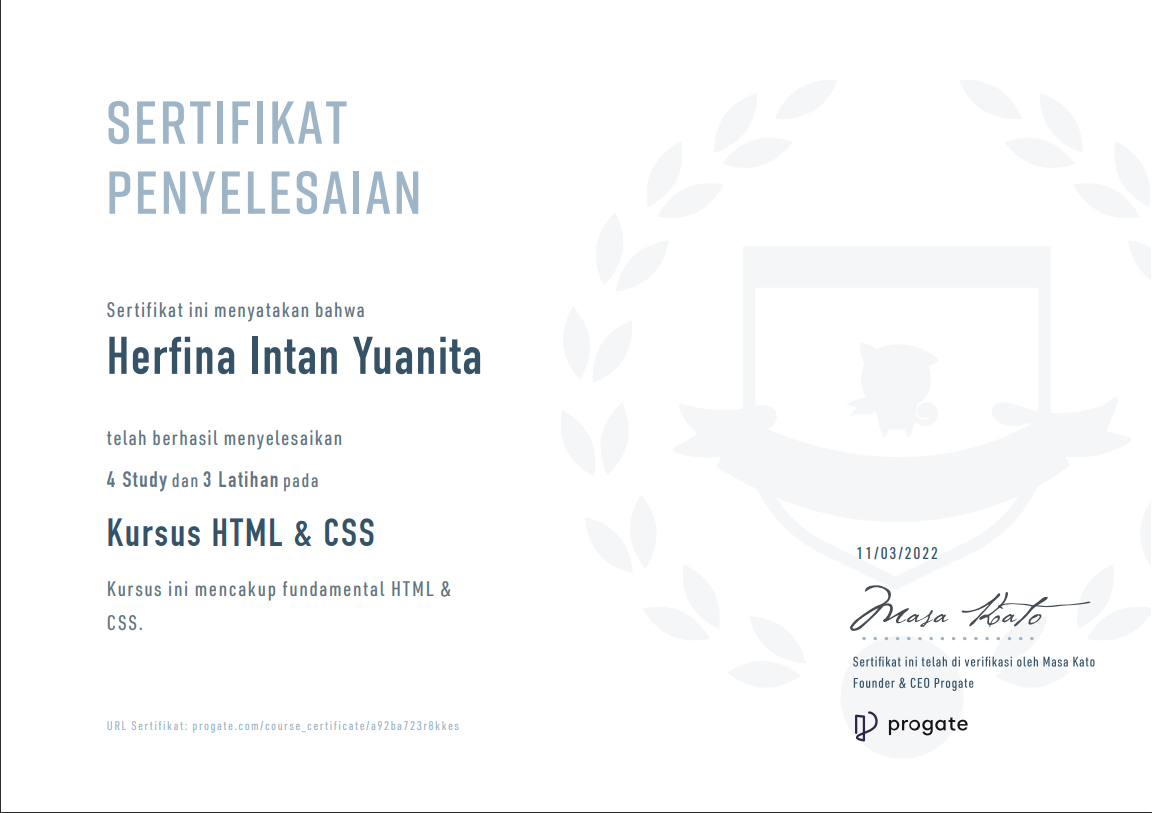 SERTIFIKAT
PENYELESAIAN
Sertifikat ini menyatakan bahwa
Herfina Intan Yuanita
telah berhasil menyelesaikan
4 Study dan 3 Latihan pada
Kursus HTML & CSS
Kursus ini mencakup fundamental HTML &
CSS.
URL Sertifikat: progate.com/course_certificate/a92ba723r8kkes
11/03/2022
Masa Kato
Sertifikat ini telah di verifikasi oleh Masa Kato
Founder & CEO Progate
progate